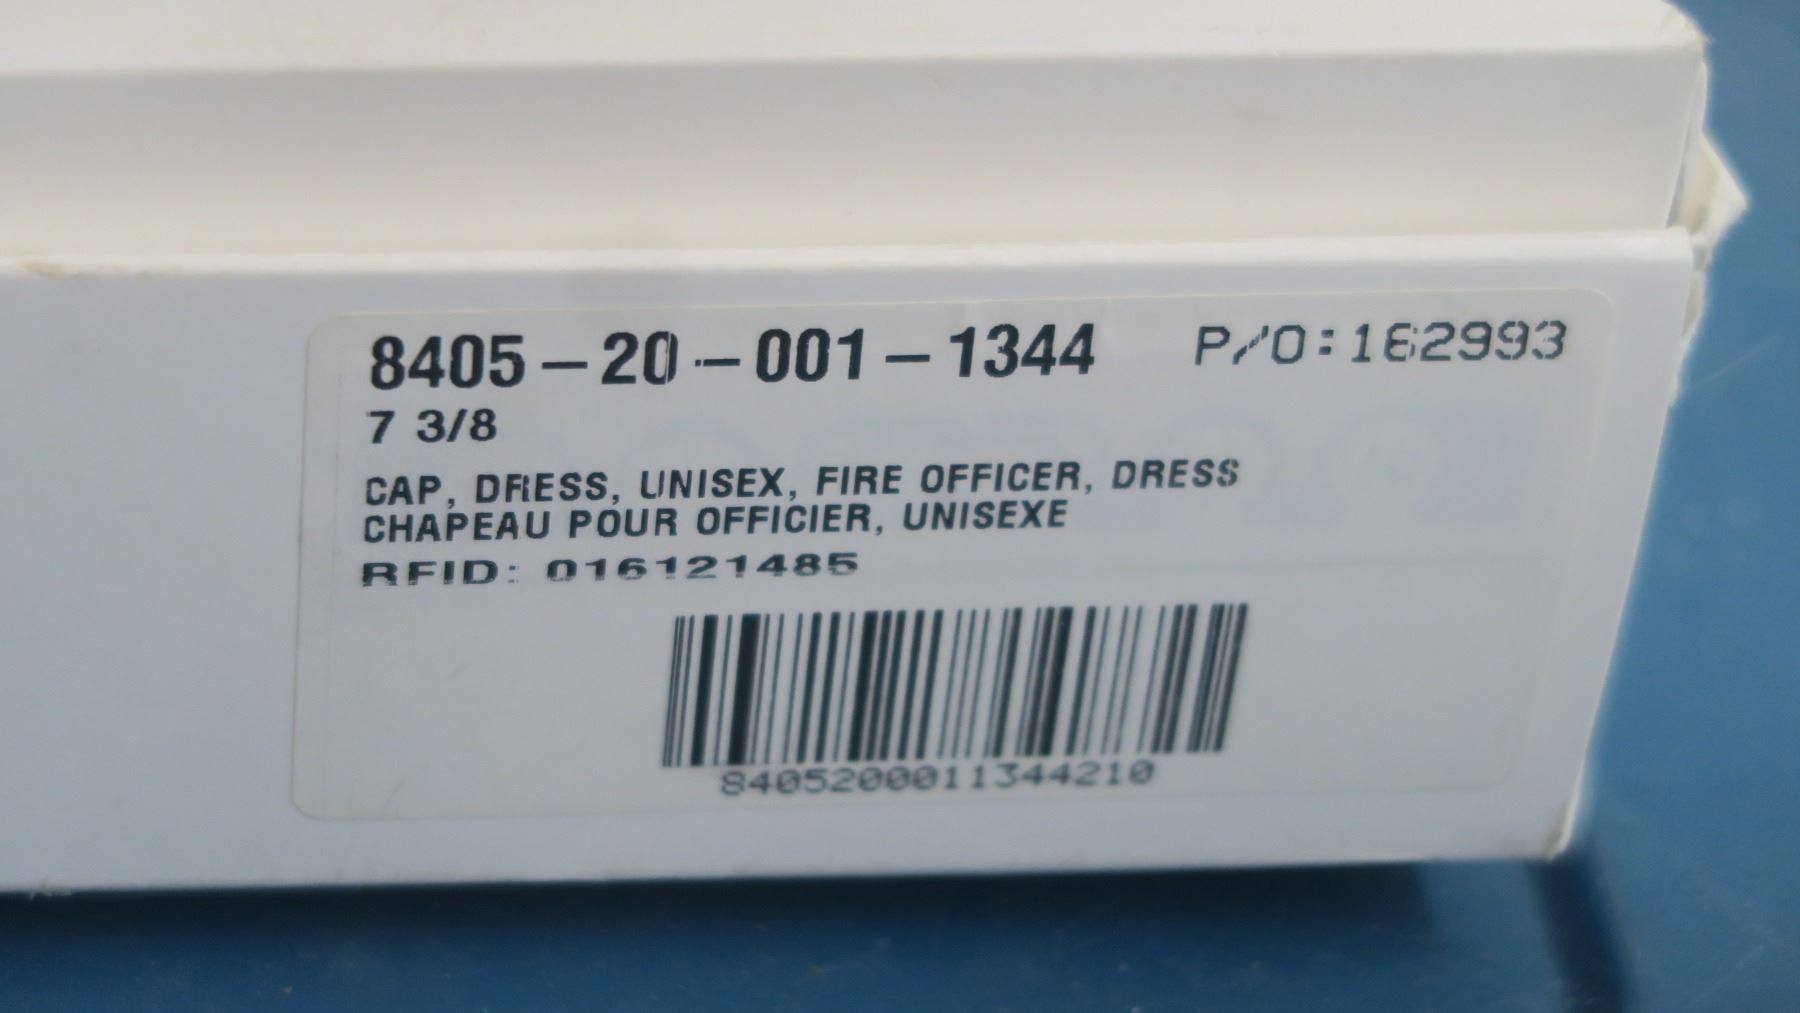 8405-20-001-1344 P/O:162993
7 3/8
CAP, DRESS, UNISEX, FIRE OFFICER, DRESS
CHAPEAU POUR OFFICIER, UNISEXE
RFID: 016121485
8405200011344210